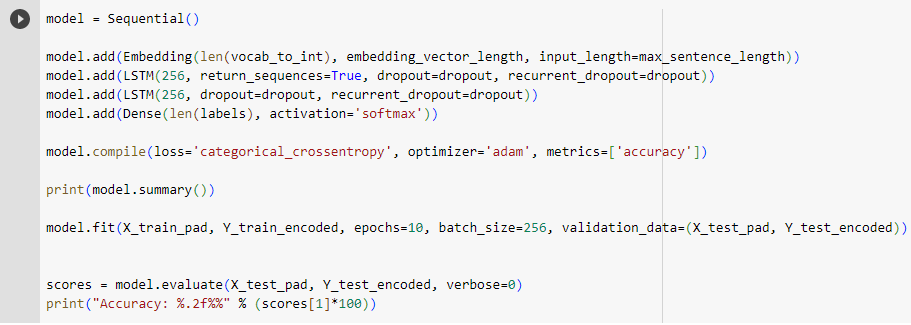 model = Sequential()
model.add(Embedding(len(vocab_to_int), embedding_vector_length, input_length=max_sentence_length))
model.add(LSTM(256, return_sequences=True, dropout=dropout, recurrent_dropout=dropout))
model.add(LSTM(256, dropout=dropout, recurrent_dropout=dropout))
model.add(Dense(len(labels), activation='softmax'))
model.compile(loss='categorical_crossentropy', optimizer='adam', metrics=['accuracy'])
print(model.summary())
model.fit(X_train_pad, Y_train_encoded, epochs=10, batch_size=256, validation_data=(X_test_pad, Y_test_encoded))
scores = model.evaluate(X_test_pad, Y_test_encoded, verbose=0)
print("Accuracy: %.2f%%" % (scores[1]*100))